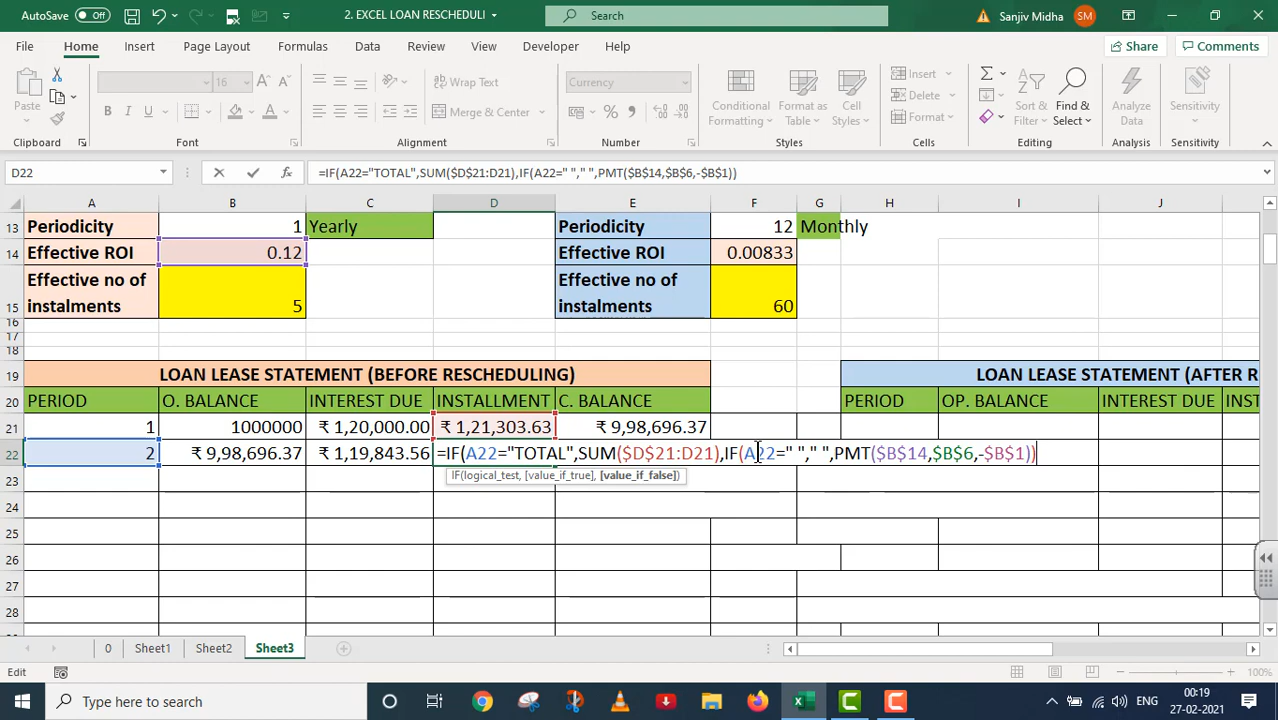 AutoSave Off 2. EXCEL LOAN RESCHEDULI Search Sanjiv Midha SM
File Home Insert Page Layout Formulas Data Review View Developer Help Share Comments
Paste 16 Wrap Text Currency Conditional Formatting Format as Table Cell Styles Insert Delete Format Sort & Filter Find & Select Analyze Data Sensitivity
B I U Merge & Center
Clipboard Font Alignment Number Styles Cells Editing Analysis Sensitivity
D22 =IF(A22="TOTAL",SUM($D$21:D21),IF(A22=" "," ",PMT($B$14,$B$6,-$B$1))
A B C D E F G H I J
13 Periodicity 1 Yearly Periodicity 12 Monthly
14 Effective ROI 0.12 Effective ROI 0.00833
Effective no of Effective no of
15 instalments 5 instalments 60
16
17
18
19 LOAN LEASE STATEMENT (BEFORE RESCHEDULING) LOAN LEASE STATEMENT (AFTER R
20 PERIOD O. BALANCE INTEREST DUE INSTALLMENT C. BALANCE PERIOD OP. BALANCE INTEREST DUE INST
21 1 1000000 ₹ 1,20,000.00 ₹ 1,21,303.63 ₹ 9,98,696.37
22 2 ₹ 9,98,696.37 ₹ 1,19,843.56 =IF(A22="TOTAL",SUM($D$21:D21),IF(A22=" "," ",PMT($B$14,$B$6,-$B$1))
23 IF(logical_test, [value_if_true], [value_if_false])
24
25
26
27
28
0 Sheet1 Sheet2 Sheet3
Edit 100%
Type here to search ENG 00:19
27-02-2021